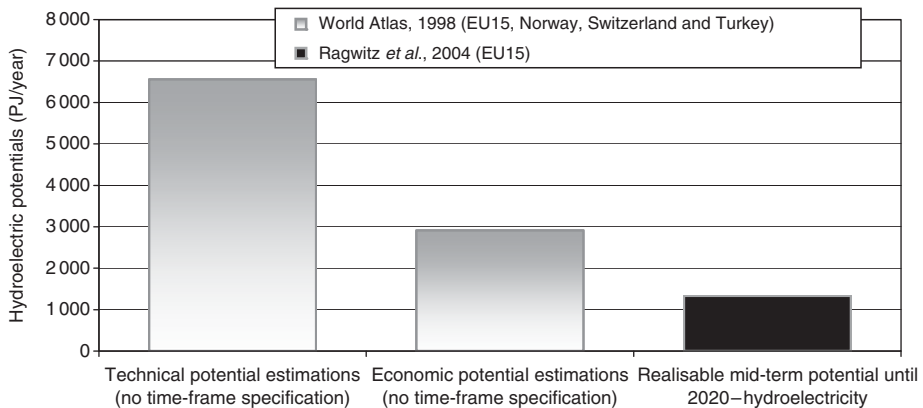 World Atlas, 1998 (EU15, Norway, Switzerland and Turkey)
Ragwitz et al., 2004 (EU15)
Hydroelectric potentials (PJ/year)
8 000
7 000
6 000
5 000
4 000
3 000
2 000
1 000
0
Technical potential estimations
(no time-frame specification)
Economic potential estimations
(no time-frame specification)
Realisable mid-term potential until
2020–hydroelectricity